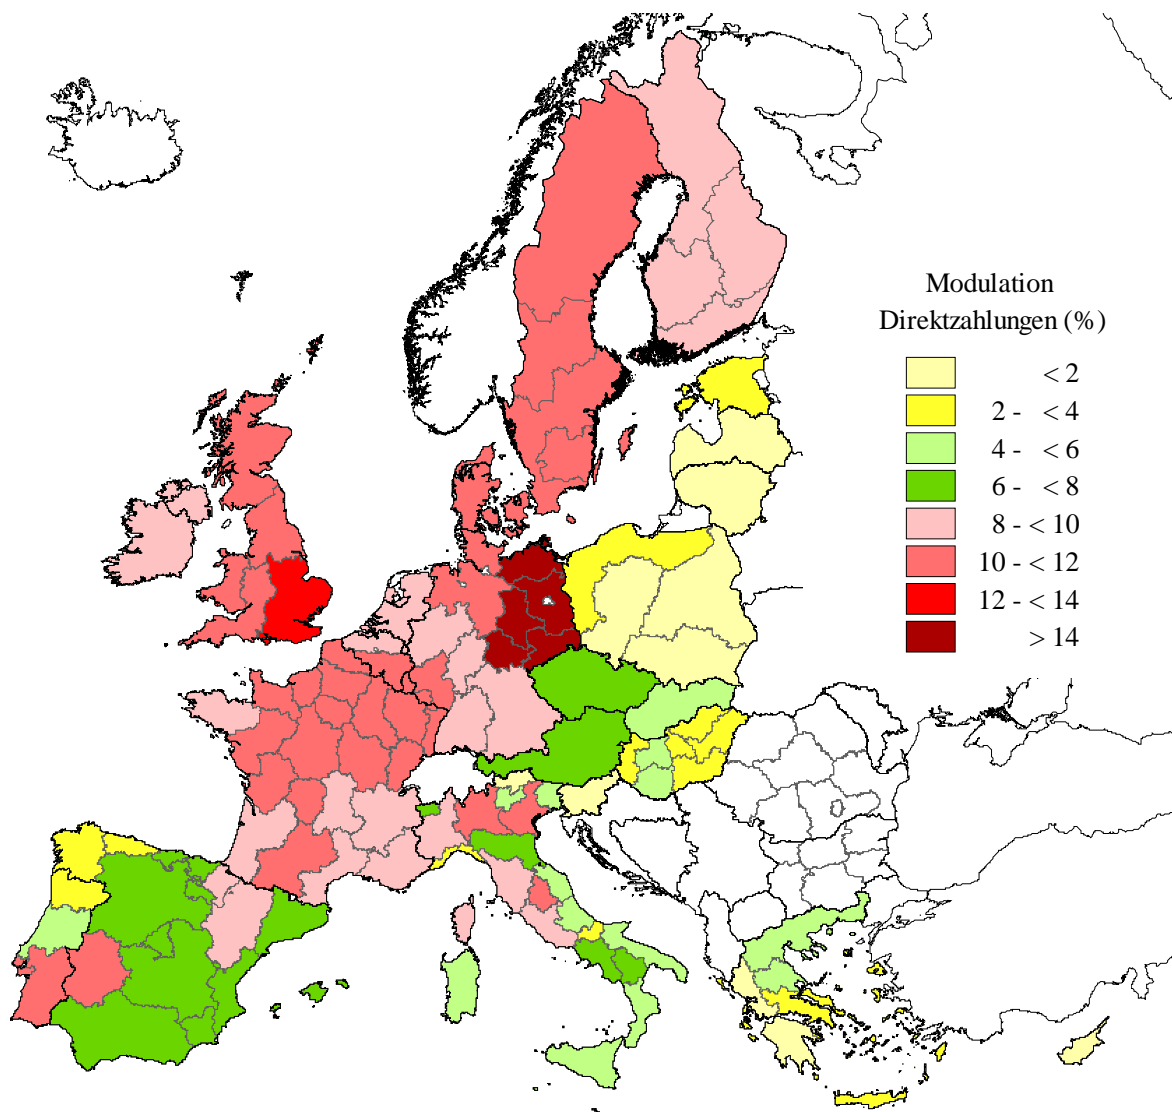 Modulation
Direktzahlungen (%)
< 2
2 - < 4
4 - < 6
6 - < 8
8 - < 10
10 - < 12
12 - < 14
> 14